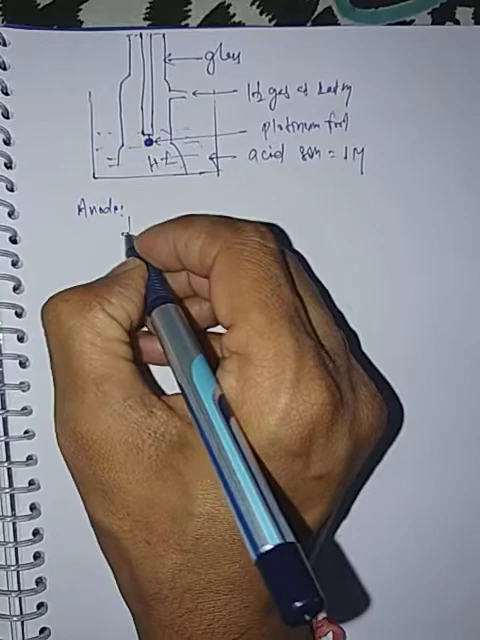 glass
H₂ gas at 1 atm
platinum foil
acid soln = 1M
H+
Anode: